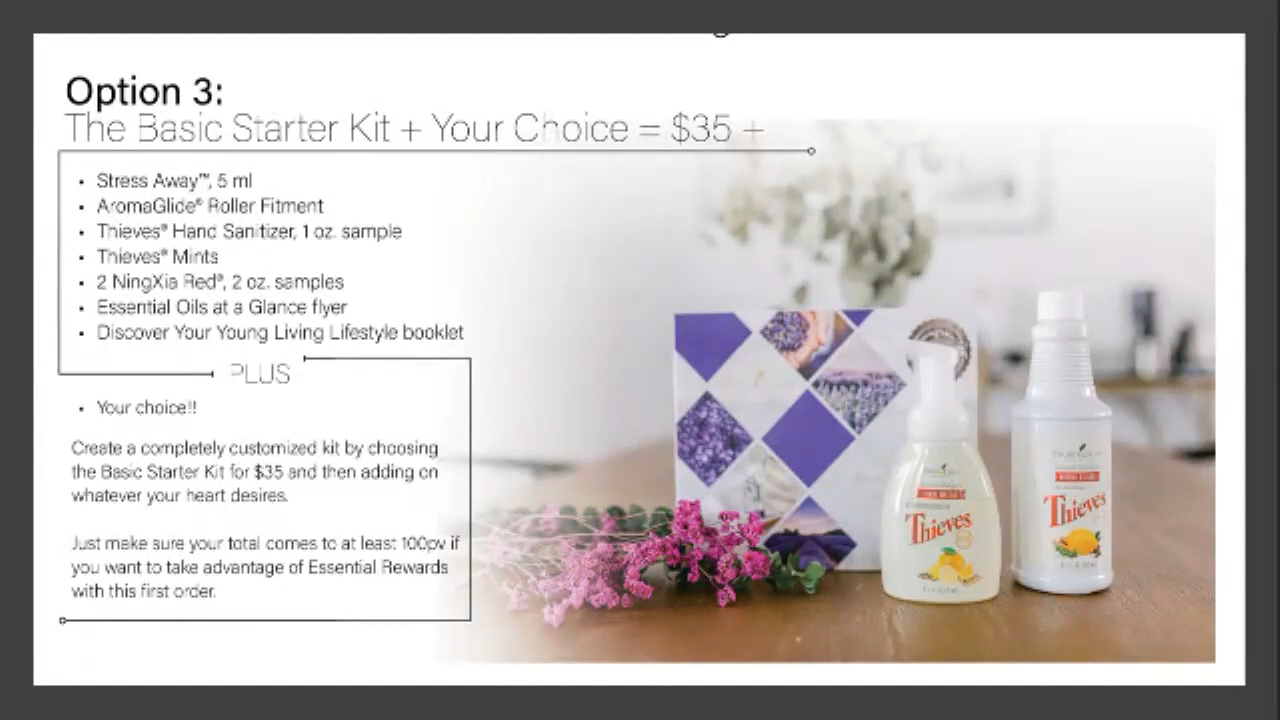 Option 3:
The Basic Starter Kit + Your Choice = $35 +
• Stress Away™, 5 ml
• AromaGlide® Roller Fitment
• Thieves® Hand Sanitizer, 1 oz. sample
• Thieves® Mints
• 2 NingXia Red®, 2 oz. samples
• Essential Oils at a Glance flyer
• Discover Your Young Living Lifestyle booklet
PLUS
• Your choice!!
Create a completely customized kit by choosing
the Basic Starter Kit for $35 and then adding on
whatever your heart desires.
Just make sure your total comes to at least 100pv if
you want to take advantage of Essential Rewards
with this first order.
Thieves
Thieves